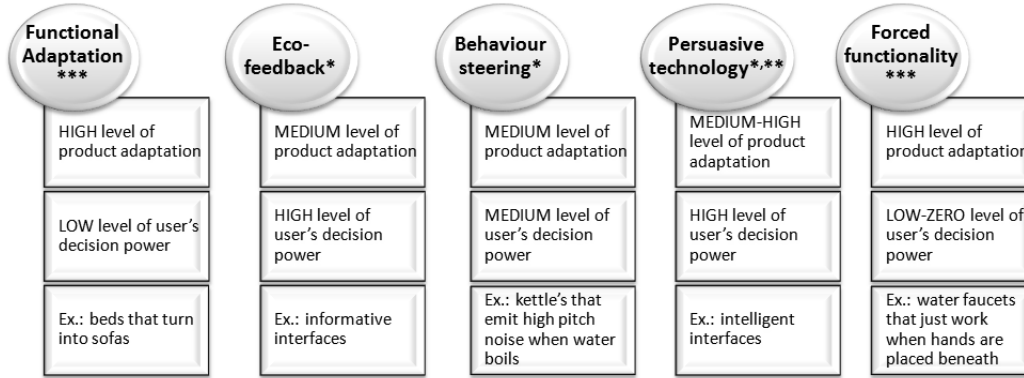 Functional
Adaptation
***
HIGH level of
product adaptation
LOW level of user's
decision power
Ex.: beds that turn
into sofas
Eco-
feedback*
MEDIUM level of
product adaptation
HIGH level of
user's decision
power
Ex.: informative
interfaces
Behaviour
steering*
MEDIUM level of
product adaptation
MEDIUM level of
user's decision
power
Ex.: kettle's that
emit high pitch
noise when water
boils
Persuasive
technology*,**
MEDIUM-HIGH
level of product
adaptation
HIGH level of
user's decision
power
Ex.: intelligent
interfaces
Forced
functionality
***
HIGH level of
product adaptation
LOW-ZERO level of
user's decision
power
Ex.: water faucets
that just work
when hands are
placed beneath